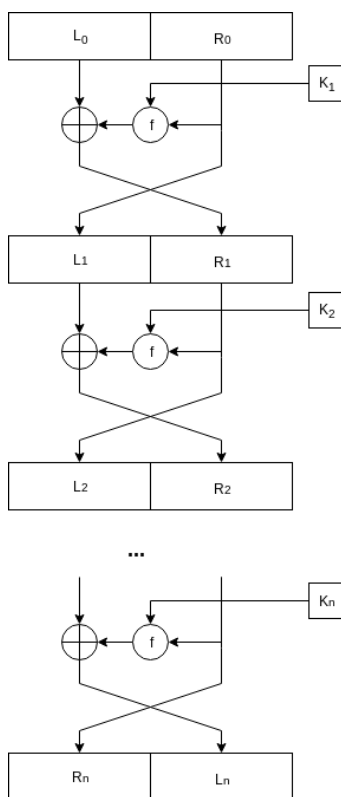 L₀ R₀
K₁
f
L₁ R₁
K₂
f
L₂ R₂
...
Kₙ
f
Rₙ Lₙ